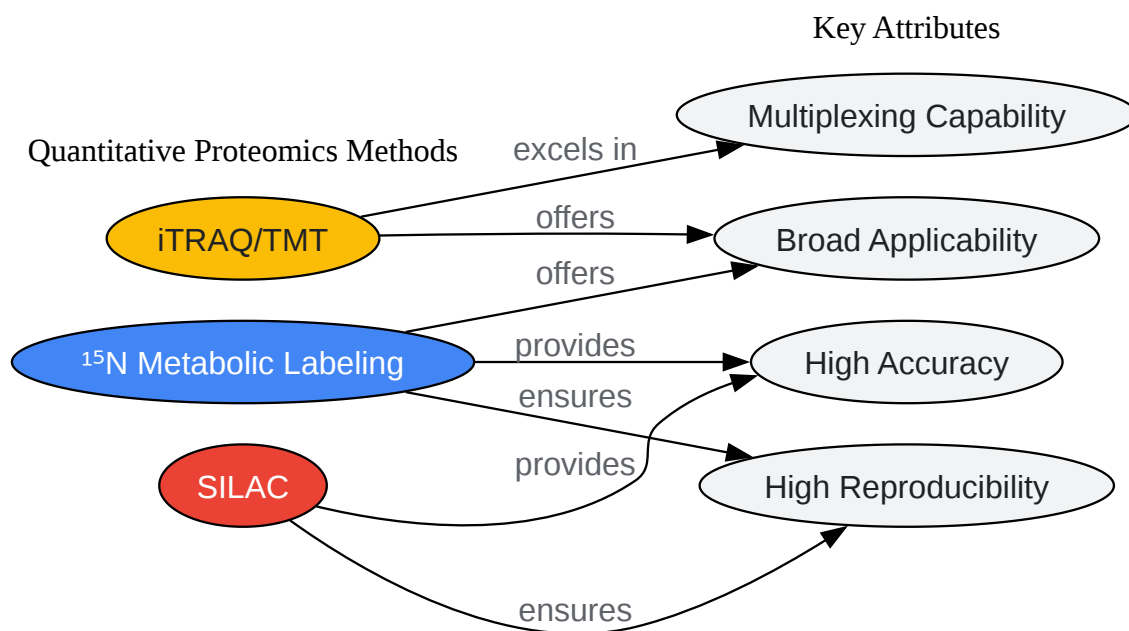 Key Attributes
Multiplexing Capability
Quantitative Proteomics Methods
excels in
iTRAQ/TMT
offers
Broad Applicability
offers
¹⁵N Metabolic Labeling
provides
High Accuracy
ensures
SILAC
provides
High Reproducibility
ensures